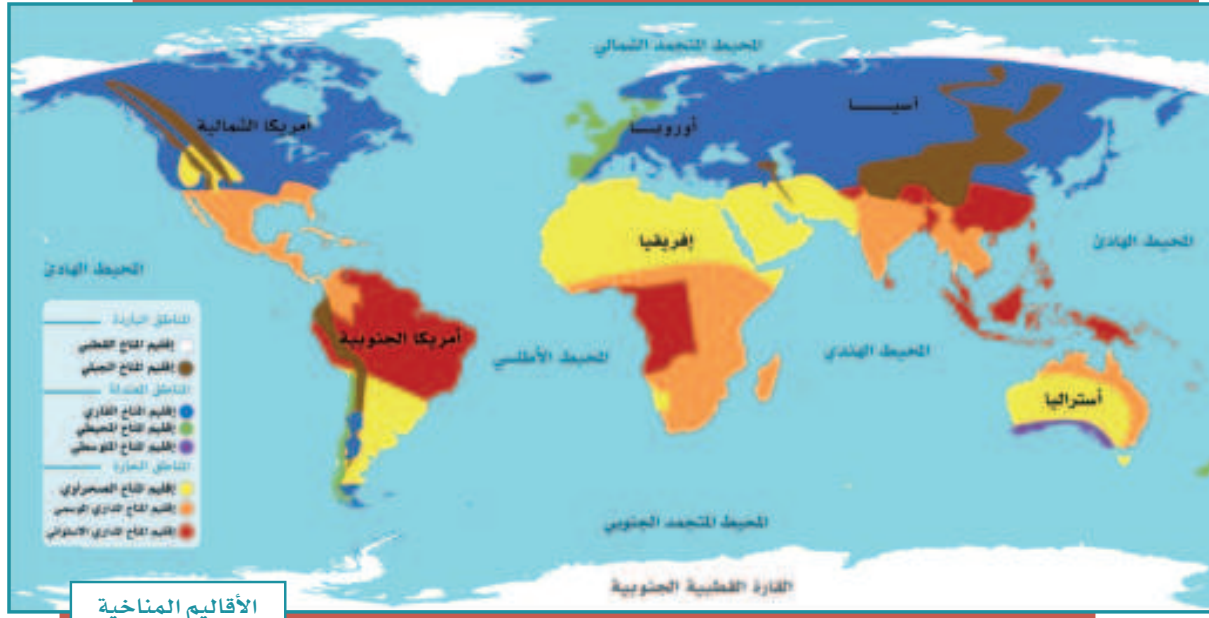 المحيط المتجمد الشمالي
أمريكا الشمالية
أوروبا
آسيا
إفريقيا
المحيط الهادئ
المحيط الهادئ
أمريكا الجنوبية
المحيط الأطلسي
المحيط الهندي
أستراليا
المحيط المتجمد الجنوبي
القارة القطبية الجنوبية
المناطق الباردة
إقليم المناخ القطبي
إقليم المناخ الجبلي
المناطق المعتدلة
إقليم المناخ القاري
إقليم المناخ المحيطي
إقليم المناخ المتوسطي
المناطق الحارة
إقليم المناخ الصحراوي
إقليم المناخ المداري الموسمي
إقليم المناخ المداري الاستوائي
الأقاليم المناخية